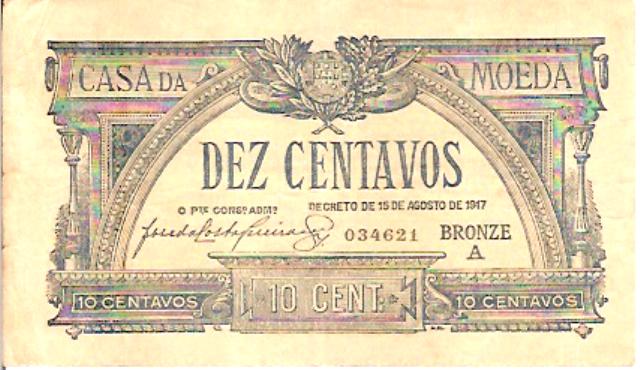 CASA DA MOEDA
DEZ CENTAVOS
O PTE CONSO ADMO DECRETO DE 15 DE AGOSTO DE 1917
034621 BRONZE
A
10 CENTAVOS 10 CENT. 10 CENTAVOS